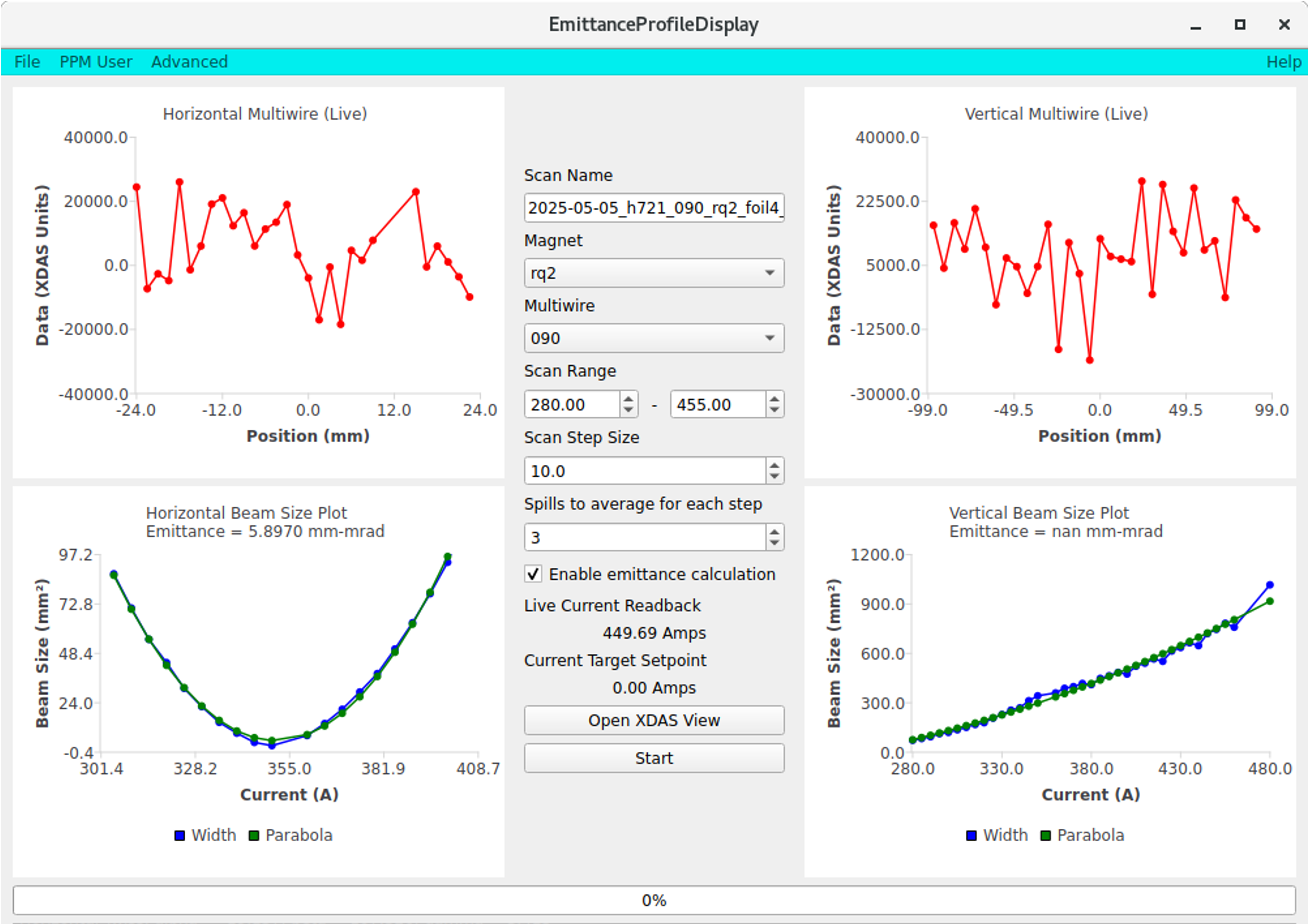 EmittanceProfileDisplay
File PPM User Advanced Help
Horizontal Multiwire (Live)
40000.0
20000.0
0.0
-20000.0
-40000.0
Data (XDAS Units)
-24.0 -12.0 0.0 12.0 24.0
Position (mm)
Scan Name
2025-05-05_h721_090_rq2_foil4_
Magnet
rq2
Multiwire
090
Scan Range
280.00 - 455.00
Scan Step Size
10.0
Spills to average for each step
3
Enable emittance calculation
Live Current Readback
449.69 Amps
Current Target Setpoint
0.00 Amps
Open XDAS View
Start
Vertical Multiwire (Live)
40000.0
22500.0
5000.0
-12500.0
-30000.0
Data (XDAS Units)
-99.0 -49.5 0.0 49.5 99.0
Position (mm)
Horizontal Beam Size Plot
Emittance = 5.8970 mm-mrad
97.2
72.8
48.4
24.0
-0.4
Beam Size (mm²)
301.4 328.2 355.0 381.9 408.7
Current (A)
Width Parabola
Vertical Beam Size Plot
Emittance = nan mm-mrad
1200.0
900.0
600.0
300.0
0.0
Beam Size (mm²)
280.0 330.0 380.0 430.0 480.0
Current (A)
Width Parabola
0%